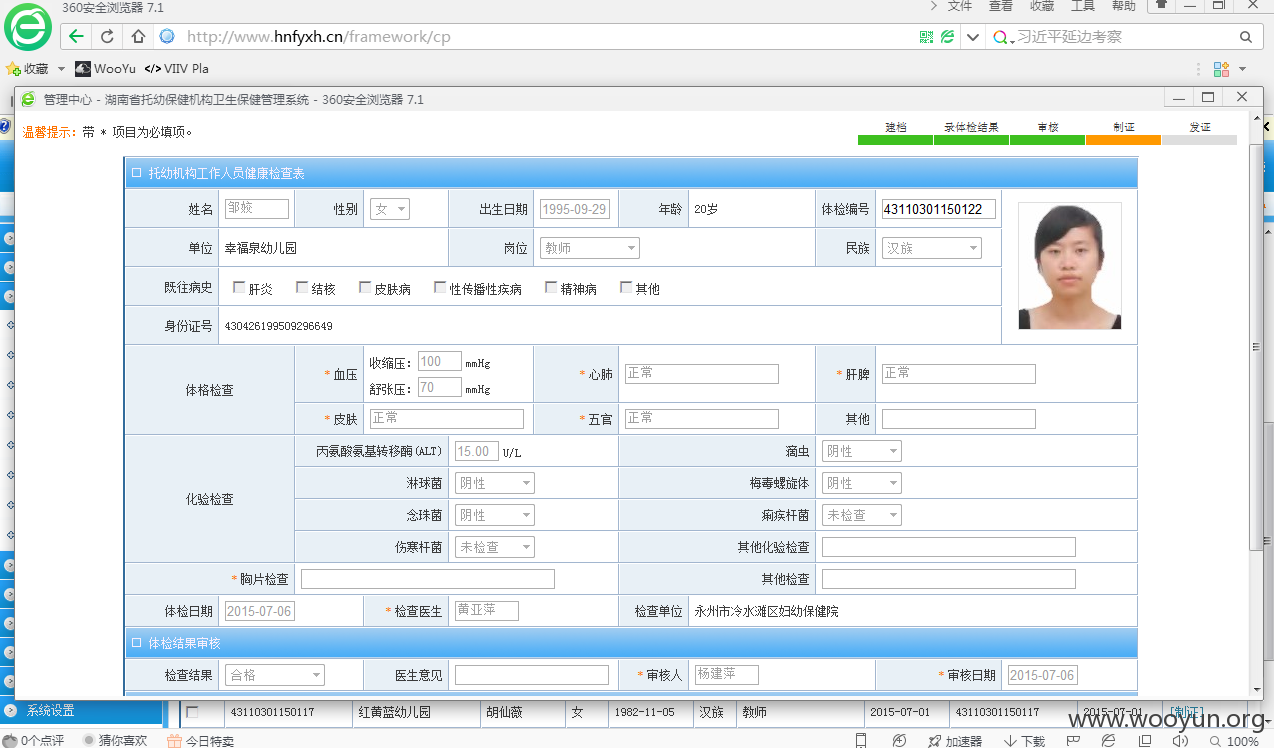 360安全浏览器 7.1 文件 查看 收藏 工具 帮助
http://www.hnfyxh.cn/framework/cp 习近平延边考察
收藏 WooYu </> VIIV Pla
管理中心 - 湖南省托幼保健机构卫生保健管理系统 - 360安全浏览器 7.1
温馨提示：带 * 项目为必填项。
建档 录体检结果 审核 制证 发证
托幼机构工作人员健康检查表
姓名 邹姣 性别 女 出生日期 1995-09-29 年龄 20岁 体检编号 43110301150122
单位 幸福泉幼儿园 岗位 教师 民族 汉族
既往病史 肝炎 结核 皮肤病 性传播性疾病 精神病 其他
身份证号 430426199509296649
体格检查 * 血压 收缩压： 100 mmHg * 心肺 正常 * 肝脾 正常
舒张压： 70 mmHg
* 皮肤 正常 * 五官 正常 其他
化验检查 丙氨酸氨基转移酶(ALT) 15.00 U/L 滴虫 阴性
淋球菌 阴性 梅毒螺旋体 阴性
念珠菌 阴性 痢疾杆菌 未检查
伤寒杆菌 未检查 其他化验检查
* 胸片检查 其他检查
体检日期 2015-07-06 * 检查医生 黄亚萍 检查单位 永州市冷水滩区妇幼保健院
体检结果审核
检查结果 合格 医生意见 * 审核人 杨建萍 * 审核日期 2015-07-06
系统设置 43110301150117 红黄蓝幼儿园 胡仙薇 女 1982-11-05 汉族 教师 2015-07-01 43110301150117 2015-07-01 [制证]
www.wooyun.org
0个点评 猜你喜欢 今日特卖 加速器 下载 100%